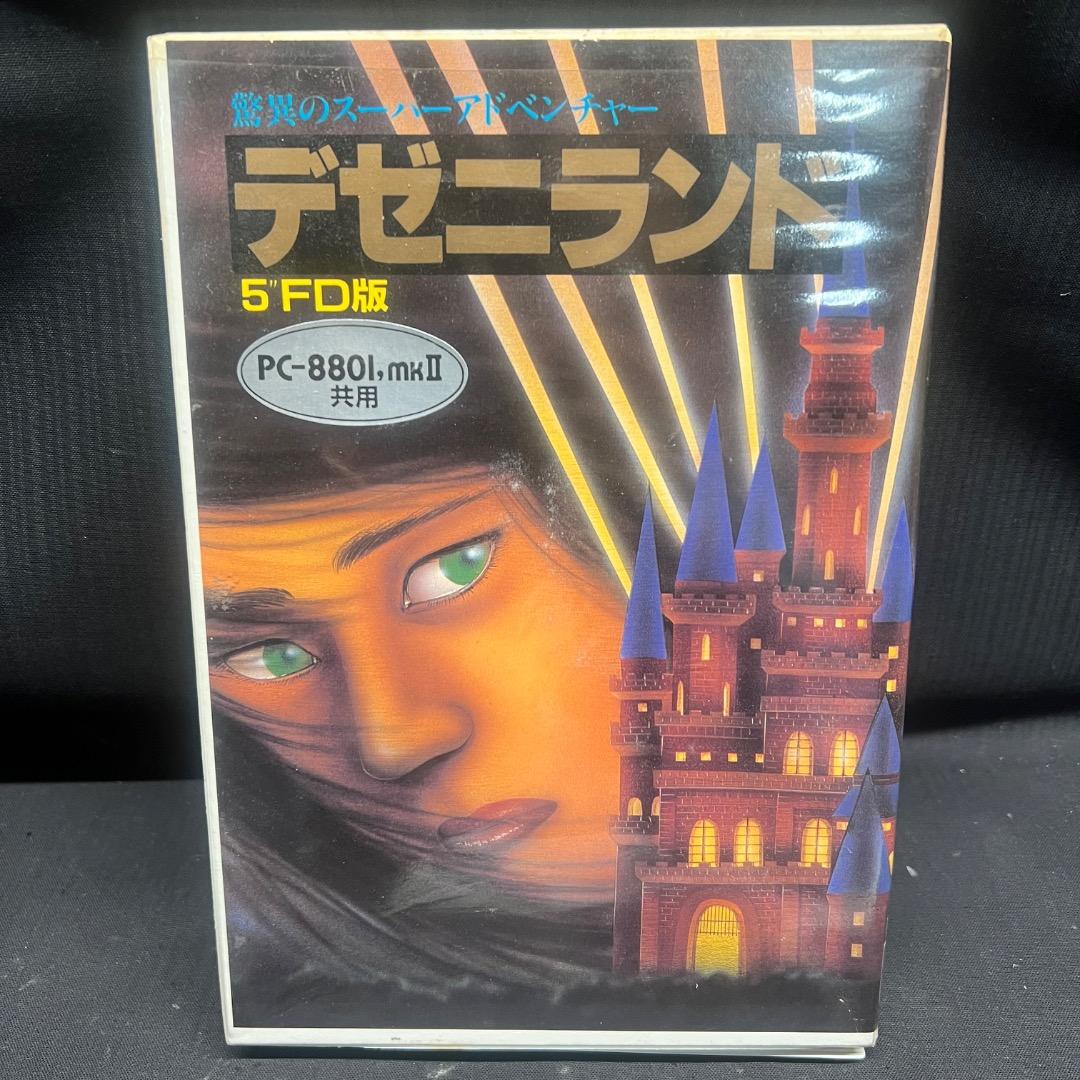 驚異のスーパーアドベンチャー
デゼニランド
5"FD版
PC-8801,mkII
共用